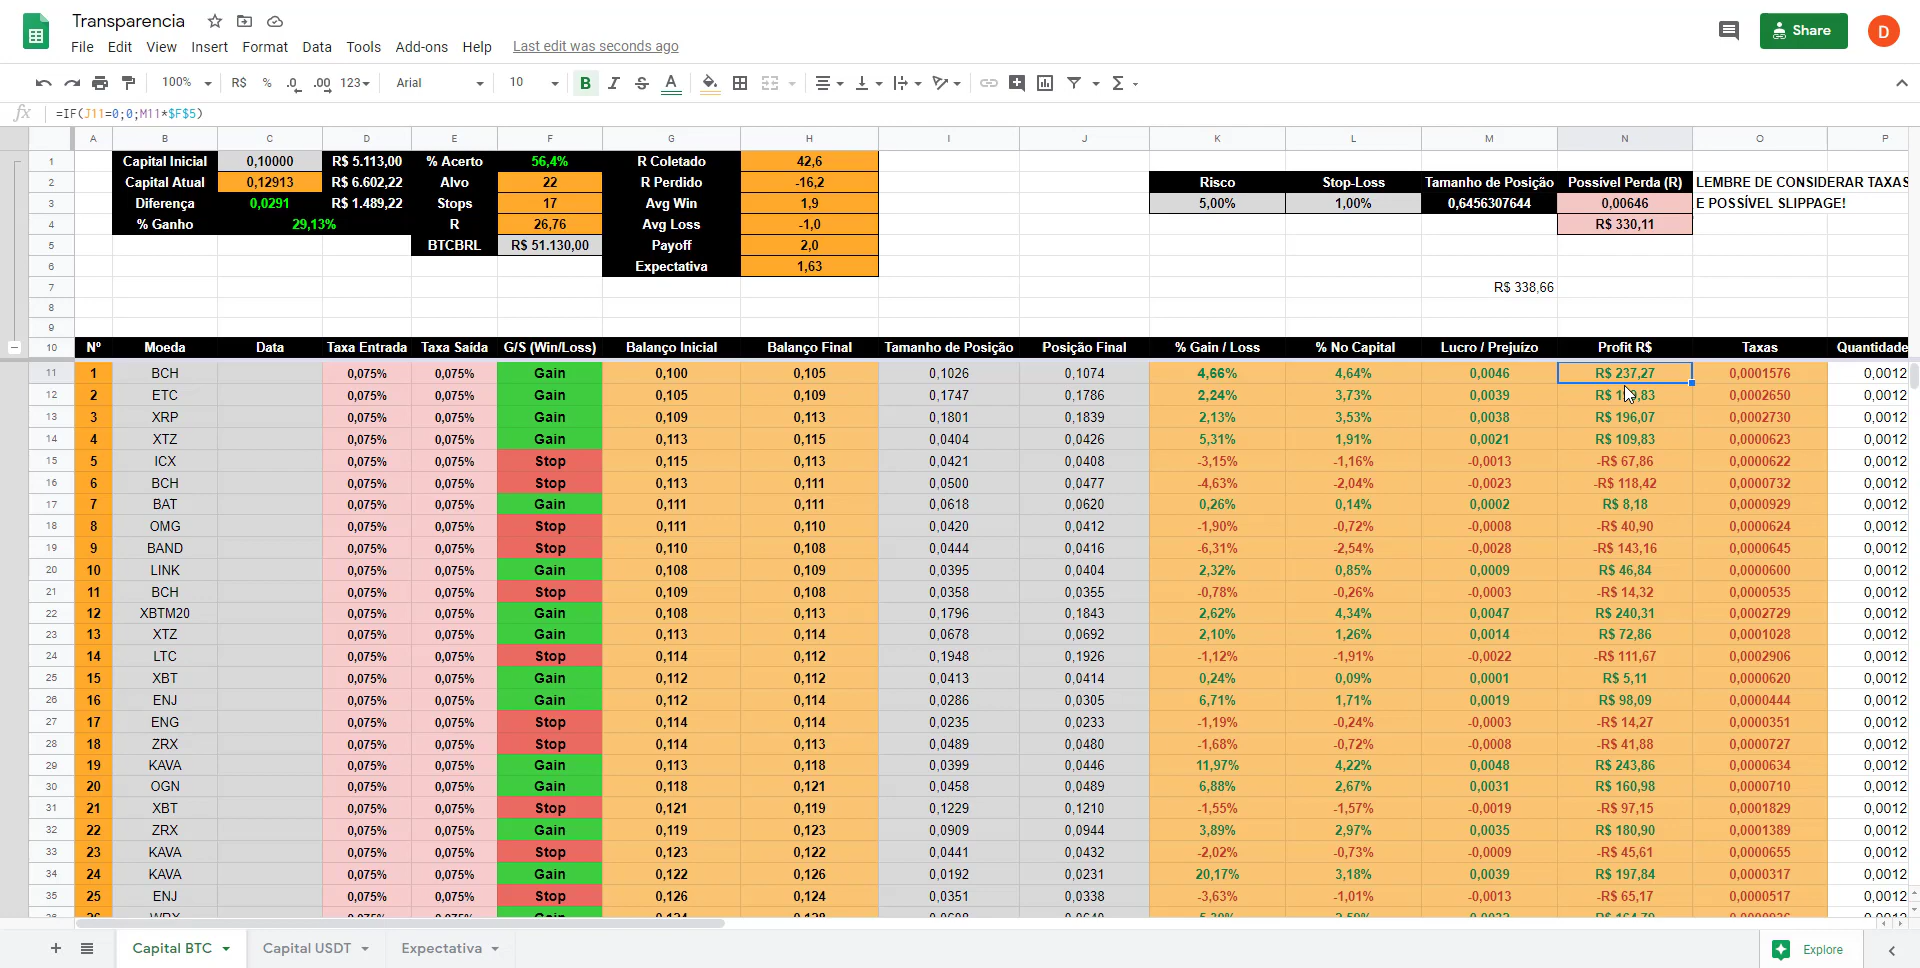 Transparencia
File Edit View Insert Format Data Tools Add-ons Help Last edit was seconds ago
Share
D
100% R$ % .0 .00 123 Arial 10 B I S A Σ
fx =IF(J11=0;0;M11*$F$5)
A B C D E F G H I J K L M N O P
1 Capital Inicial 0,10000 R$ 5.113,00 % Acerto 56,4% R Coletado 42,6
2 Capital Atual 0,12913 R$ 6.602,22 Alvo 22 R Perdido -16,2 Risco Stop-Loss Tamanho de Posição Possivel Perda (R) LEMBRE DE CONSIDERAR TAXAS
3 Diferença 0,0291 R$ 1.489,22 Stops 17 Avg Win 1,9 5,00% 1,00% 0,6456307644 0,00646 E POSSÍVEL SLIPPAGE!
4 % Ganho 29,13% R 26,76 Avg Loss -1,0 R$ 330,11
5 BTCBRL R$ 51.130,00 Payoff 2,0
6 Expectativa 1,63
7 R$ 338,66
8
9
10 Nº Moeda Data Taxa Entrada Taxa Saída G/S (Win/Loss) Balanço Inicial Balanço Final Tamanho de Posição Posição Final % Gain / Loss % No Capital Lucro / Prejuízo Profit R$ Taxas Quantidade
11 1 BCH 0,075% 0,075% Gain 0,100 0,105 0,1026 0,1074 4,66% 4,64% 0,0046 R$ 237,27 0,0001576 0,0012
12 2 ETC 0,075% 0,075% Gain 0,105 0,109 0,1747 0,1786 2,24% 3,73% 0,0039 0,0002650 0,0012
13 3 XRP 0,075% 0,075% Gain 0,109 0,113 0,1801 0,1839 2,13% 3,53% 0,0038 R$ 196,07 0,0002730 0,0012
14 4 XTZ 0,075% 0,075% Gain 0,113 0,115 0,0404 0,0426 5,31% 1,91% 0,0021 R$ 109,83 0,0000623 0,0012
15 5 ICX 0,075% 0,075% Stop 0,115 0,113 0,0421 0,0408 -3,15% -1,16% -0,0013 -R$ 67,86 0,0000622 0,0012
16 6 BCH 0,075% 0,075% Stop 0,113 0,111 0,0500 0,0477 -4,63% -2,04% -0,0023 -R$ 118,42 0,0000732 0,0012
17 7 BAT 0,075% 0,075% Gain 0,111 0,111 0,0618 0,0620 0,26% 0,14% 0,0002 R$ 8,18 0,0000929 0,0012
18 8 OMG 0,075% 0,075% Stop 0,111 0,110 0,0420 0,0412 -1,90% -0,72% -0,0008 -R$ 40,90 0,0000624 0,0012
19 9 BAND 0,075% 0,075% Stop 0,110 0,108 0,0444 0,0416 -6,31% -2,54% -0,0028 -R$ 143,16 0,0000645 0,0012
20 10 LINK 0,075% 0,075% Gain 0,108 0,109 0,0395 0,0404 2,32% 0,85% 0,0009 R$ 46,84 0,0000600 0,0012
21 11 BCH 0,075% 0,075% Stop 0,109 0,108 0,0358 0,0355 -0,78% -0,26% -0,0003 -R$ 14,32 0,0000535 0,0012
22 12 XBTM20 0,075% 0,075% Gain 0,108 0,113 0,1796 0,1843 2,62% 4,34% 0,0047 R$ 240,31 0,0002729 0,0012
23 13 XTZ 0,075% 0,075% Gain 0,113 0,114 0,0678 0,0692 2,10% 1,26% 0,0014 R$ 72,86 0,0001028 0,0012
24 14 LTC 0,075% 0,075% Stop 0,114 0,112 0,1948 0,1926 -1,12% -1,91% -0,0022 -R$ 111,67 0,0002906 0,0012
25 15 XBT 0,075% 0,075% Gain 0,112 0,112 0,0413 0,0414 0,24% 0,09% 0,0001 R$ 5,11 0,0000620 0,0012
26 16 ENJ 0,075% 0,075% Gain 0,112 0,114 0,0286 0,0305 6,71% 1,71% 0,0019 R$ 98,09 0,0000444 0,0012
27 17 ENG 0,075% 0,075% Stop 0,114 0,114 0,0235 0,0233 -1,19% -0,24% -0,0003 -R$ 14,27 0,0000351 0,0012
28 18 ZRX 0,075% 0,075% Stop 0,114 0,113 0,0489 0,0480 -1,68% -0,72% -0,0008 -R$ 41,88 0,0000727 0,0012
29 19 KAVA 0,075% 0,075% Gain 0,113 0,118 0,0399 0,0446 11,97% 4,22% 0,0048 R$ 243,86 0,0000634 0,0012
30 20 OGN 0,075% 0,075% Gain 0,118 0,121 0,0458 0,0489 6,88% 2,67% 0,0031 R$ 160,98 0,0000710 0,0012
31 21 XBT 0,075% 0,075% Stop 0,121 0,119 0,1229 0,1210 -1,55% -1,57% -0,0019 -R$ 97,15 0,0001829 0,0012
32 22 ZRX 0,075% 0,075% Gain 0,119 0,123 0,0909 0,0944 3,89% 2,97% 0,0035 R$ 180,90 0,0001389 0,0012
33 23 KAVA 0,075% 0,075% Stop 0,123 0,122 0,0441 0,0432 -2,02% -0,73% -0,0009 -R$ 45,61 0,0000655 0,0012
34 24 KAVA 0,075% 0,075% Gain 0,122 0,126 0,0192 0,0231 20,17% 3,18% 0,0039 R$ 197,84 0,0000317 0,0012
35 25 ENJ 0,075% 0,075% Stop 0,126 0,124 0,0351 0,0338 -3,63% -1,01% -0,0013 -R$ 65,17 0,0000517 0,0012
Capital BTC Capital USDT Expectativa Explore